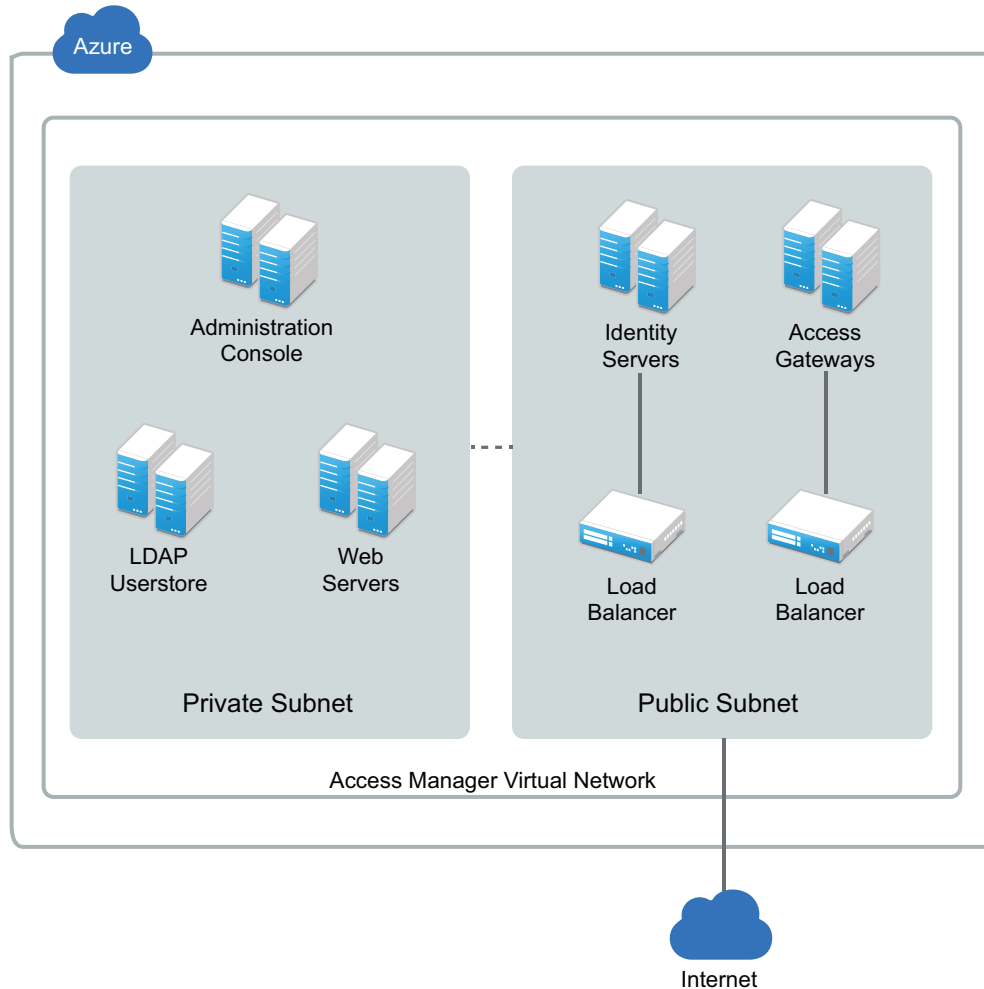 Azure
Administration
Console
Identity
Servers
Access
Gateways
LDAP
Userstore
Web
Servers
Load
Balancer
Load
Balancer
Private Subnet
Public Subnet
Access Manager Virtual Network
Internet